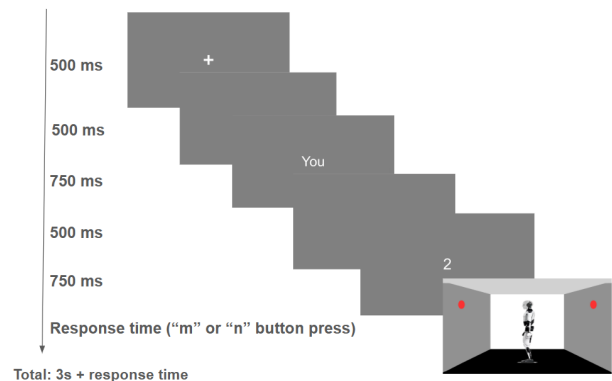 +
500 ms
500 ms
You
750 ms
500 ms
2
750 ms
Response time (“m” or “n” button press)
Total: 3s + response time